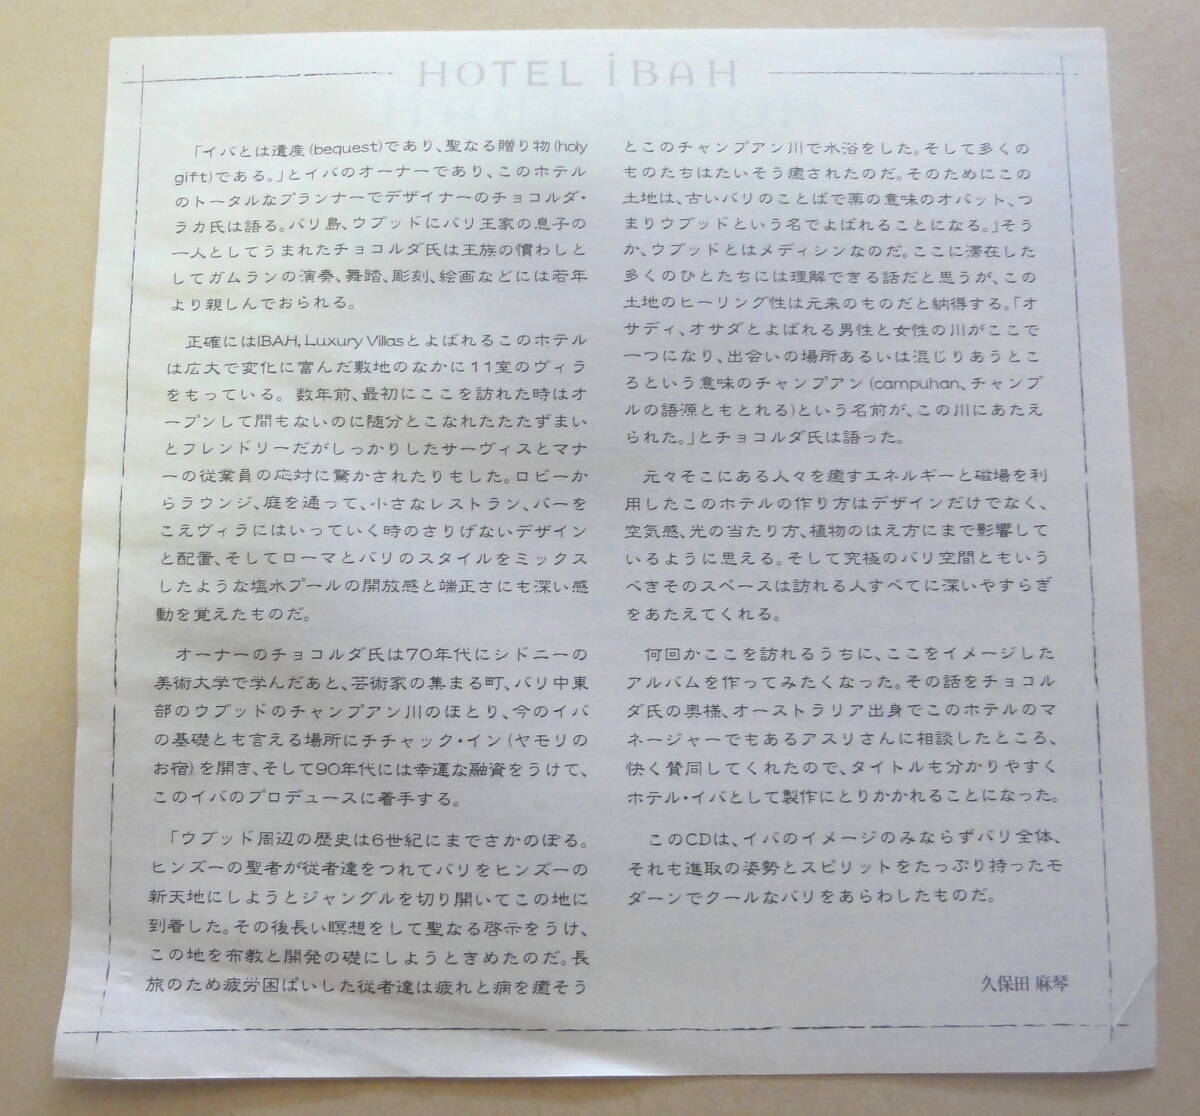 HOTEL iBAH
「イバとは遺産(bequest)であり、聖なる贈り物(holy
gift)である。」とイバのオーナーであり、このホテル
のトータルなプランナーでデザイナーのチョコルダ・
ラカ氏は語る。バリ島、ウブッドにバリ王家の息子の
一人としてうまれたチョコルダ氏は王族の慣わしと
してガムランの演奏、舞踏、彫刻、絵画などには若年
より親しんでおられる。
正確にはIBAH, Luxury Villasとよばれるこのホテル
は広大で変化に富んだ敷地のなかに11室のヴィラ
をもっている。 数年前、最初にここを訪れた時はオ
ープンして間もないのに随分とこなれたたたずまい
とフレンドリーだがしっかりしたサーヴィスとマナ
ーの従業員の応対に驚かされたりもした。ロビーか
らラウンジ、庭を通って、小さなレストラン、バーを
こえヴィラにはいっていく時のさりげないデザイン
と配置、そしてローマとバリのスタイルをミックス
したような塩水プールの開放感と端正さにも深い感
動を覚えたものだ。
オーナーのチョコルダ氏は70年代にシドニーの
美術大学で学んだあと、芸術家の集まる町、バリ中東
部のウブッドのチャンプアン川のほとり、今のイバ
の基礎とも言える場所にチチャック・イン(ヤモリの
お宿)を開き、そして90年代には幸運な融資をうけて、
このイバのプロデュースに着手する。
「ウブッド周辺の歴史は6世紀にまでさかのぼる。
ヒンズーの聖者が従者達をつれてバリをヒンズーの
新天地にしようとジャングルを切り開いてこの地に
到着した。その後長い瞑想をして聖なる啓示をうけ、
この地を布教と開発の礎にしようときめたのだ。長
旅のため疲労困ぱいした従者達は疲れと病を癒そう
とこのチャンプアン川で水浴をした。そして多くの
ものたちはたいそう癒されたのだ。そのためにこの
土地は、古いバリのことばで薬の意味のオバット、つ
まりウブッドという名でよばれることになる。」そう
か、ウブッドとはメディシンなのだ。ここに滞在した
多くのひとたちには理解できる話だと思うが、この
土地のヒーリング性は元来のものだと納得する。「オ
サディ、オサダとよばれる男性と女性の川がここで
一つになり、出会いの場所あるいは混じりあうとこ
ろという意味のチャンプアン(campuhan、チャンプ
ルの語源ともとれる)という名前が、この川にあたえ
られた。」とチョコルダ氏は語った。
元々そこにある人々を癒すエネルギーと磁場を利
用したこのホテルの作り方はデザインだけでなく、
空気感、光の当たり方、植物のはえ方にまで影響して
いるように思える。そして究極のバリ空間ともいう
べきそのスペースは訪れる人すべてに深いやすらぎ
をあたえてくれる。
何回かここを訪れるうちに、ここをイメージした
アルバムを作ってみたくなった。その話をチョコル
ダ氏の奥様、オーストラリア出身でこのホテルのマ
ネージャーでもあるアスリさんに相談したところ、
快く賛同してくれたので、タイトルも分かりやすく
ホテル・イバとして製作にとりかかれることになった。
このCDは、イバのイメージのみならずバリ全体、
それも進取の姿勢とスピリットをたっぷり持ったモ
ダーンでクールなバリをあらわしたものだ。
久保田 麻琴